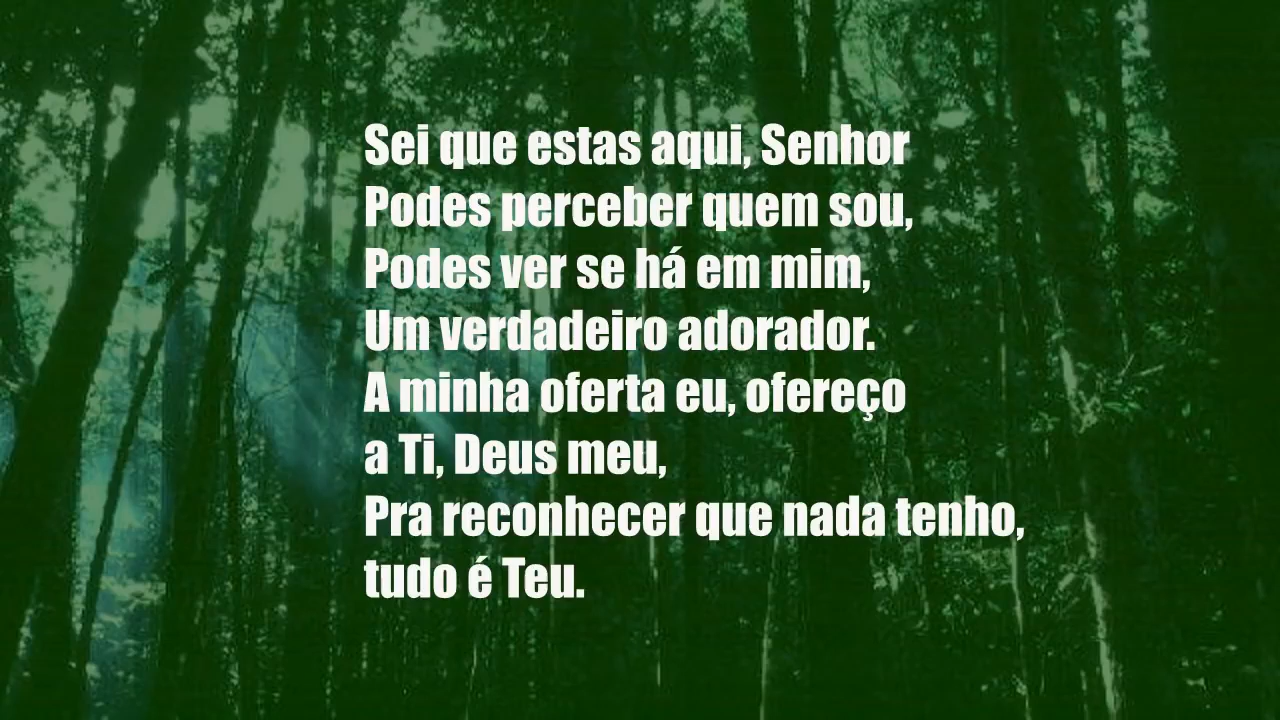 Sei que estas aqui, Senhor
Podes perceber quem sou,
Podes ver se há em mim,
Um verdadeiro adorador.
A minha oferta eu, ofereço
a Ti, Deus meu,
Pra reconhecer que nada tenho,
tudo é Teu.